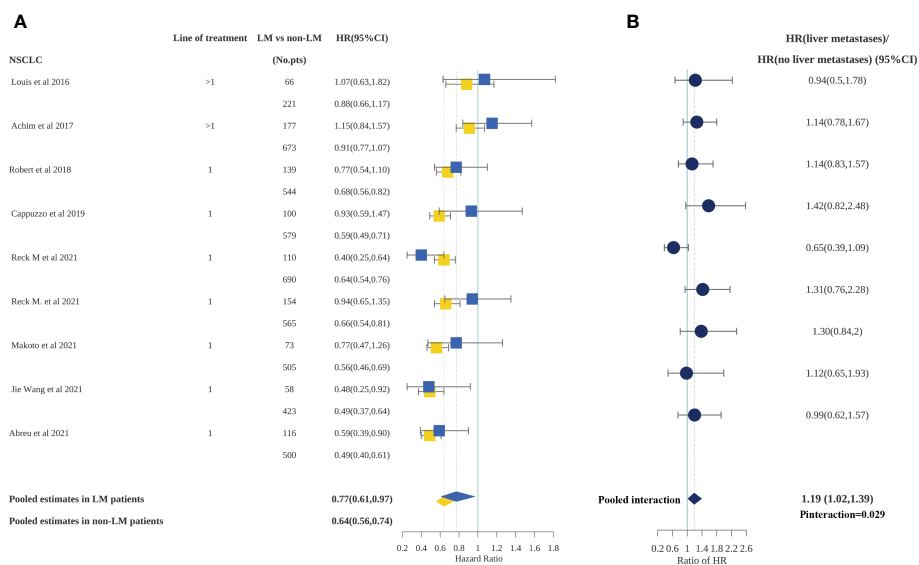 A
Line of treatment LM vs non-LM HR(95%CI)
NSCLC (No.pts)
Louis et al 2016 >1 66 1.07(0.63,1.82)
221 0.88(0.66,1.17)
Achim et al 2017 >1 177 1.15(0.84,1.57)
673 0.91(0.77,1.07)
Robert et al 2018 1 139 0.77(0.54,1.10)
544 0.68(0.56,0.82)
Cappuzzo et al 2019 1 100 0.93(0.59,1.47)
579 0.59(0.49,0.71)
Reck M et al 2021 1 110 0.40(0.25,0.64)
690 0.64(0.54,0.76)
Reck M. et al 2021 1 154 0.94(0.65,1.35)
565 0.66(0.54,0.81)
Makoto et al 2021 1 73 0.77(0.47,1.26)
505 0.56(0.46,0.69)
Jie Wang et al 2021 1 58 0.48(0.25,0.92)
423 0.49(0.37,0.64)
Abreu et al 2021 1 116 0.59(0.39,0.90)
500 0.49(0.40,0.61)
Pooled estimates in LM patients 0.77(0.61,0.97)
Pooled estimates in non-LM patients 0.64(0.56,0.74)
0.2 0.4 0.6 0.8 1 1.2 1.4 1.6 1.8
Hazard Ratio
B
HR(liver metastases)/
HR(no liver metastases) (95%CI)
0.94(0.5,1.78)
1.14(0.78,1.67)
1.14(0.83,1.57)
1.42(0.82,2.48)
0.65(0.39,1.09)
1.31(0.76,2.28)
1.30(0.84,2)
1.12(0.65,1.93)
0.99(0.62,1.57)
Pooled interaction 1.19 (1.02,1.39)
Pinteraction=0.029
0.2 0.6 1 1.4 1.8 2.2 2.6
Ratio of HR